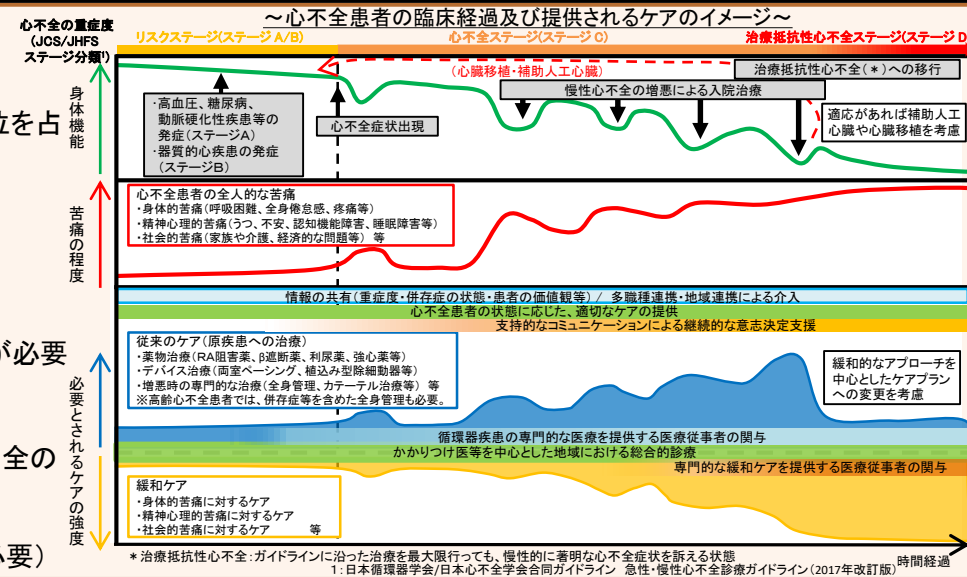 ～心不全患者の臨床経過及び提供されるケアのイメージ～
心不全の重症度
(JCS/JHFS
ステージ分類¹)
リスクステージ(ステージ A/B)
心不全ステージ(ステージ C)
治療抵抗性心不全ステージ(ステージ D
(心臓移植・補助人工心臓)
治療抵抗性心不全(*)への移行
慢性心不全の増悪による入院治療
身体機能
位を占
・高血圧、糖尿病、
動脈硬化性疾患等の
発症(ステージA)
・器質的心疾患の発症
(ステージB)
心不全症状出現
適応があれば補助人工
心臓や心臓移植を考慮
苦痛の程度
心不全患者の全人的な苦痛
・身体的苦痛(呼吸困難、全身倦怠感、疼痛等)
・精神心理的苦痛(うつ、不安、認知機能障害、睡眠障害等)
・社会的苦痛(家族や介護、経済的な問題等) 等
情報の共有(重症度・併存症の状態・患者の価値観等) / 多職種連携・地域連携による介入
心不全患者の状態に応じた、適切なケアの提供
支持的なコミュニケーションによる継続的な意志決定支援
が必要
必要とされるケアの強度
従来のケア(原疾患への治療)
・薬物治療(RA阻害薬、β遮断薬、利尿薬、強心薬等)
・デバイス治療(両室ペーシング、植込み型除細動器等)
・増悪時の専門的な治療(全身管理、カテーテル治療等) 等
※高齢心不全患者では、併存症等を含めた全身管理も必要。
緩和的なアプローチを
中心としたケアプラン
への変更を考慮
循環器疾患の専門的な医療を提供する医療従事者の関与
かかりつけ医等を中心とした地域における総合的診療
全の
専門的な緩和ケアを提供する医療従事者の関与
緩和ケア
・身体的苦痛に対するケア
・精神心理的苦痛に対するケア
・社会的苦痛に対するケア 等
必要)
*治療抵抗性心不全:ガイドラインに沿った治療を最大限行っても、慢性的に著明な心不全症状を訴える状態
時間経過
1:日本循環器学会/日本心不全学会合同ガイドライン 急性・慢性心不全診療ガイドライン(2017年改訂版)